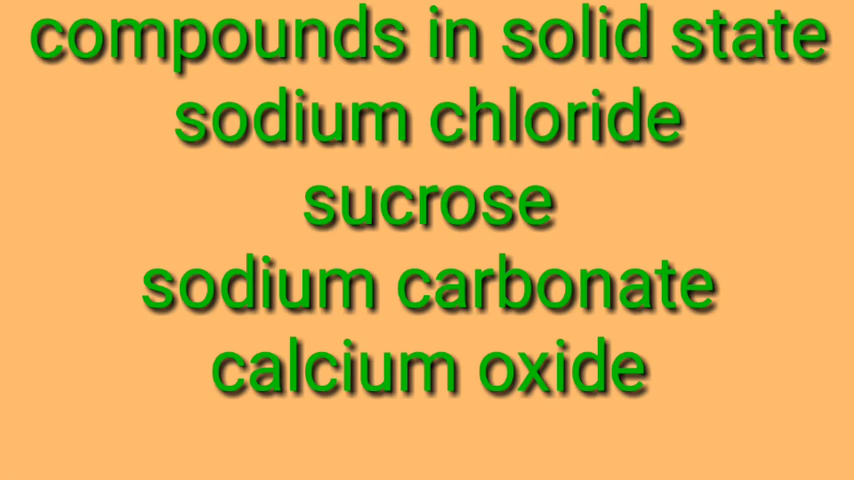 compounds in solid state
sodium chloride
sucrose
sodium carbonate
calcium oxide